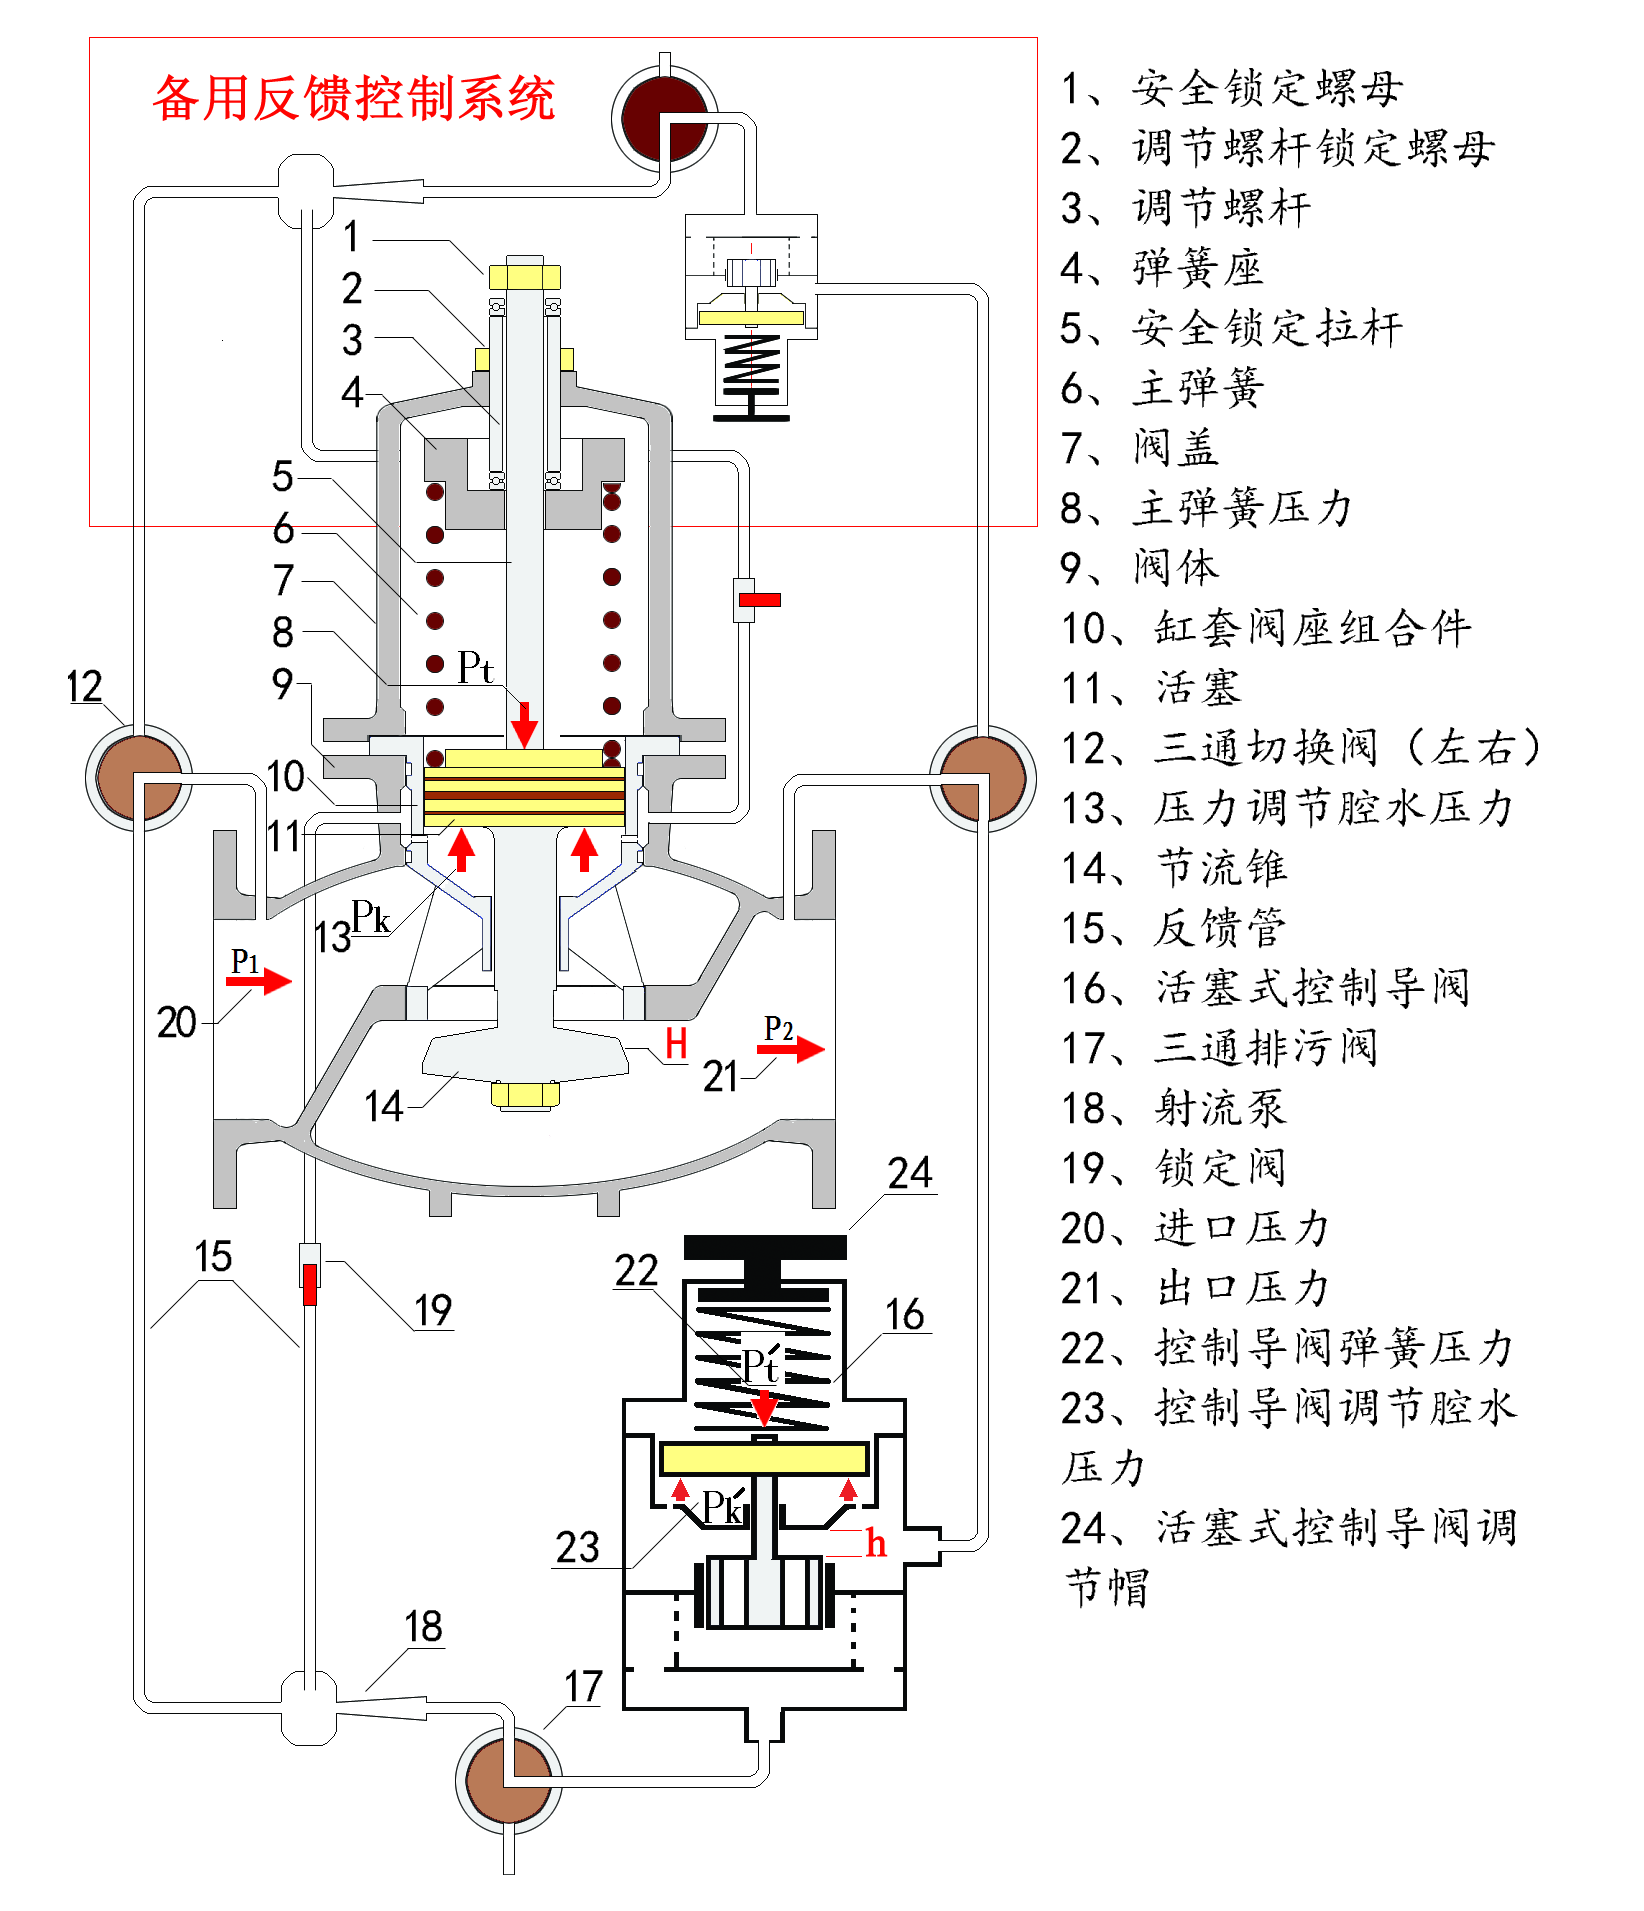 备用反馈控制系统
1
2
3
4
5
6
7
8
Pt
9
12
10
11
13
Pk
P1
20
H
P2
21
14
24
15
22
19
16
Pt′
Pk′
23
h
18
17
1、安全锁定螺母
2、调节螺杆锁定螺母
3、调节螺杆
4、弹簧座
5、安全锁定拉杆
6、主弹簧
7、阀盖
8、主弹簧压力
9、阀体
10、缸套阀座组合件
11、活塞
12、三通切换阀（左右）
13、压力调节腔水压力
14、节流锥
15、反馈管
16、活塞式控制导阀
17、三通排污阀
18、射流泵
19、锁定阀
20、进口压力
21、出口压力
22、控制导阀弹簧压力
23、控制导阀调节腔水
压力
24、活塞式控制导阀调
节帽